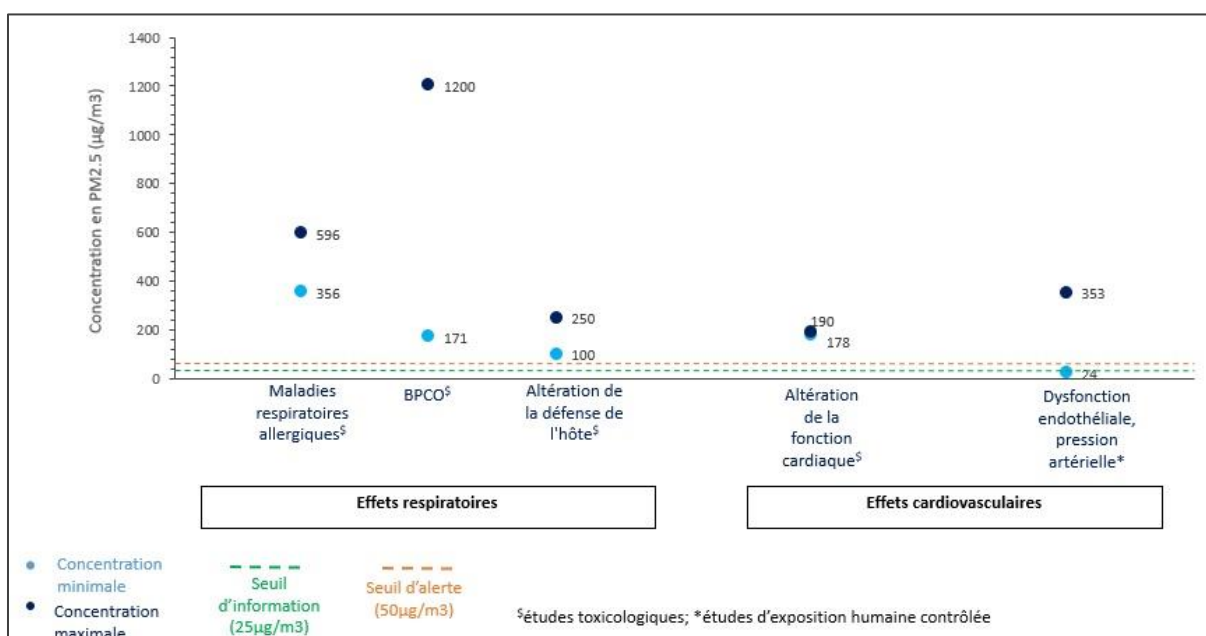 Concentration en PM2.5 (µg/m3)
1400
1200
1000
800
600
400
200
0
596
356
1200
171
250
100
190
178
353
24
Maladies
respiratoires
allergiques$
BPCO$
Altération de
la défense de
l'hôte$
Altération
de la
fonction
cardiaque$
Dysfonction
endothéliale,
pression
artérielle*
Effets respiratoires
Effets cardiovasculaires
Concentration
minimale
Concentration
maximale
Seuil
d'information
(25µg/m3)
Seuil d'alerte
(50µg/m3)
$études toxicologiques; *études d'exposition humaine contrôlée